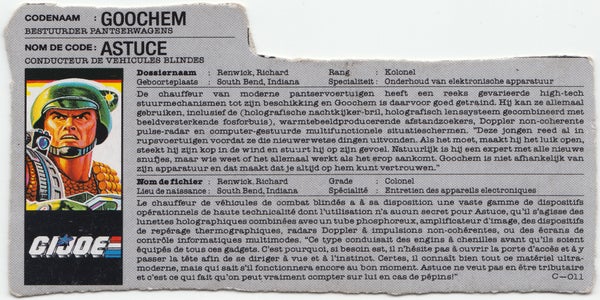 CODENAAM : GOOCHEM
BESTUURDER PANTSERWAGENS
NOM DE CODE: ASTUCE
CONDUCTEUR DE VEHICULES BLINDES
Dossiernaam : Renwick, Richard Rang : Kolonel
Geboorteplaats : South Bend, Indiana Specialiteit : Onderhoud van elektronische apparatuur
De chauffeur van moderne pantservoertuigen heeft een reeks gevarieerde high-tech
stuurmechanismen tot zijn beschikking en Goochem is daarvoor goed getraind. Hij kan ze allemaal
gebruiken, inclusief de (holografische nachtkijker-bril, holografisch lenssysteem gecombineerd met
beeldversterkende fosforbuis), warmtebeeldproducerende afstandzoekers, Doppler non-coherente
pulse-radar en computer-gestuurde multifunctionele situatieschermen. "Deze jongen reed al in
rupsvoertuigen voordat ze die nieuwerwetse dingen uitvonden. Als het moet, maakt hij het luik open,
steekt hij zijn kop in de wind en stuurt hij op zijn gevoel. Natuurlijk is hij een expert met alle nieuwe
snufjes, maar wie weet of het allemaal werkt als het erop aankomt. Goochem is niet afhankelijk van
zijn apparatuur en dat maakt dat je altijd op hem kunt vertrouwen."
Nom de fichier : Renwick, Richard Grade : Colonel
Lieu de naissance : South Bend, Indiana Spécialité : Entretien des appareils electroniques
Le chauffeur de véhicules de combat blindés a à sa disposition une vaste gamme de dispositifs
opérationnels de haute technicalité dont l'utilisation n'a aucun secret pour Astuce, qu'il s'agisse des
lunettes holographiques combinées avec un tube phosphoreux, amplificateur d'image, des dispositifs
de repérage thermographiques, radars Doppler à impulsions non-cohérentes, ou des écrans de
contrôle informatiques multimodes. "Ce type conduisait des engins à chenilles avant qu'ils soient
équipés de tous ces gadgets. C'est pourquoi, si besoin est, il n'hésite pas à ouvrir la porte d'accès et à y
passer la tête afin de se diriger à vue et à l'instinct. Certes, il connaît bien tout ce matériel ultra-
moderne, mais qui sait s'il fonctionnera encore au bon moment. Astuce ne veut pas en être tributaire
et c'est ce qui fait qu'on peut vraiment compter sur lui en cas de pépins!"
C-011
G.I.JOE